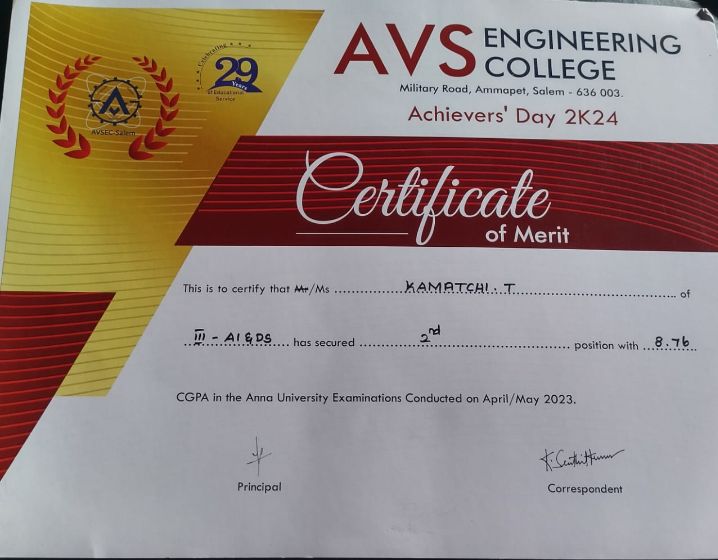 AVS ENGINEERING COLLEGE
Military Road, Ammapet, Salem - 636 003.
Achievers' Day 2K24
AVSEC-Salem
Celebrating
29
Years
of Educational
Service
Certificate
of Merit
This is to certify that Mr/Ms .......... KAMATCHI. T .......... of
III - AI & DS has secured .......... 2nd .......... position with 8.76
CGPA in the Anna University Examinations Conducted on April/May 2023.
K. Senthil Kumar
Principal Correspondent